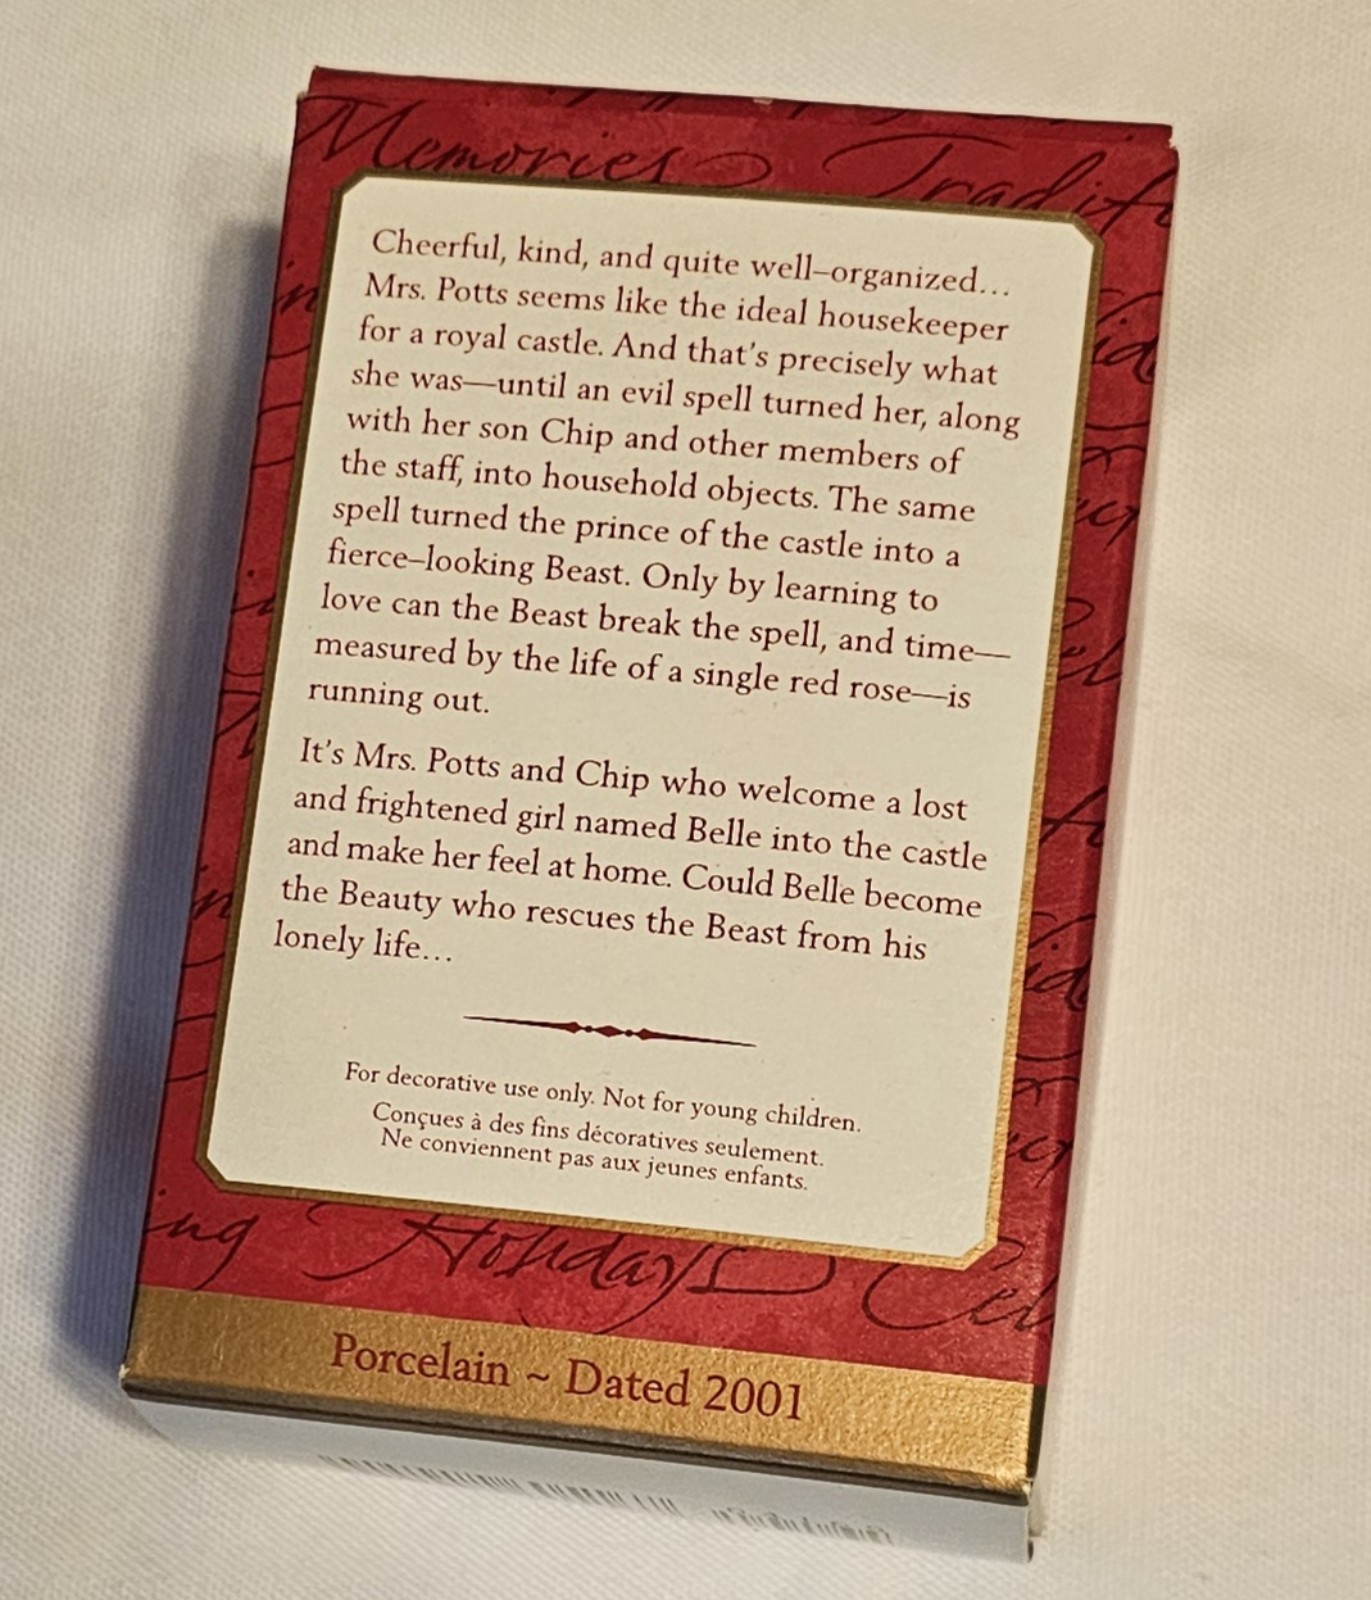 Memories Traditi
Cheerful, kind, and quite well–organized...
Mrs. Potts seems like the ideal housekeeper
for a royal castle. And that's precisely what
she was—until an evil spell turned her, along
with her son Chip and other members of
the staff, into household objects. The same
spell turned the prince of the castle into a
fierce–looking Beast. Only by learning to
love can the Beast break the spell, and time—
measured by the life of a single red rose—is
running out.
It's Mrs. Potts and Chip who welcome a lost
and frightened girl named Belle into the castle
and make her feel at home. Could Belle become
the Beauty who rescues the Beast from his
lonely life...
For decorative use only. Not for young children.
Conçues à des fins décoratives seulement.
Ne conviennent pas aux jeunes enfants.
ing Holidays Cel
Porcelain ~ Dated 2001